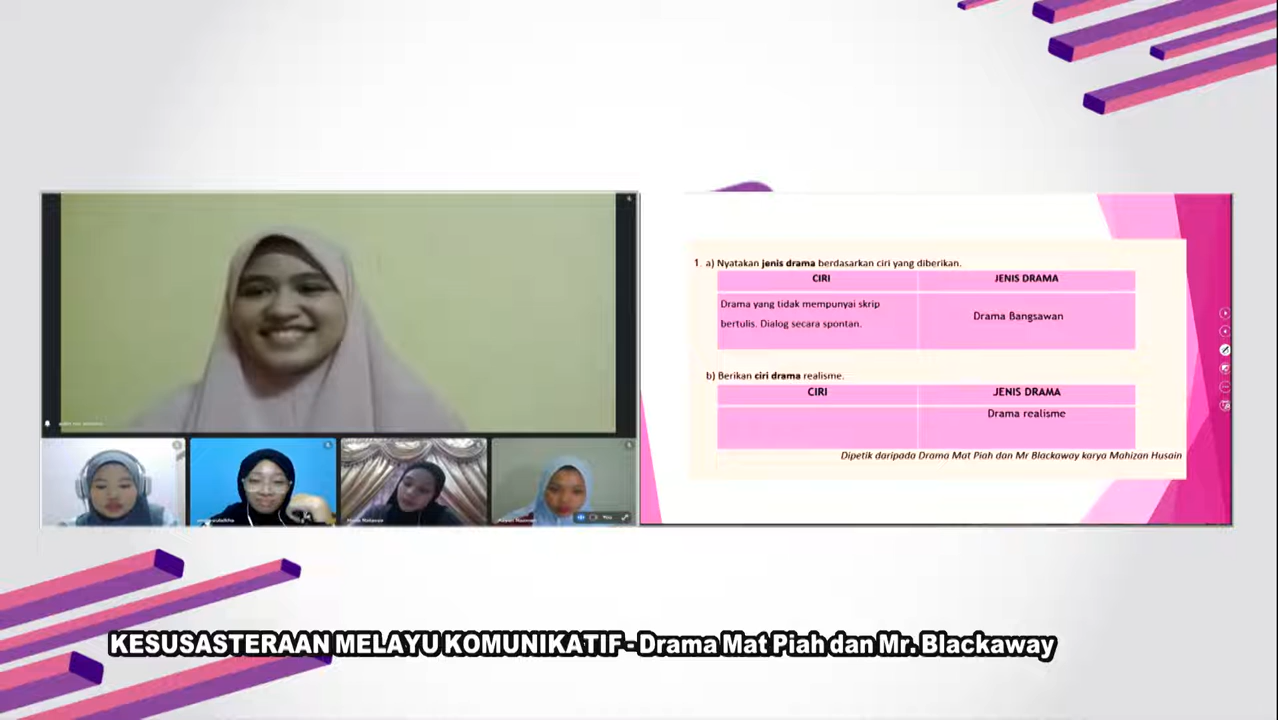 1. a) Nyatakan jenis drama berdasarkan ciri yang diberikan.
CIRI
JENIS DRAMA
Drama yang tidak mempunyai skrip
bertulis. Dialog secara spontan.
Drama Bangsawan
b) Berikan ciri drama realisme.
CIRI
JENIS DRAMA
Drama realisme
Dipetik daripada Drama Mat Piah dan Mr Blackaway karya Mahizan Husain
You
KESUSASTERAAN MELAYU KOMUNIKATIF - Drama Mat Piah dan Mr. Blackaway